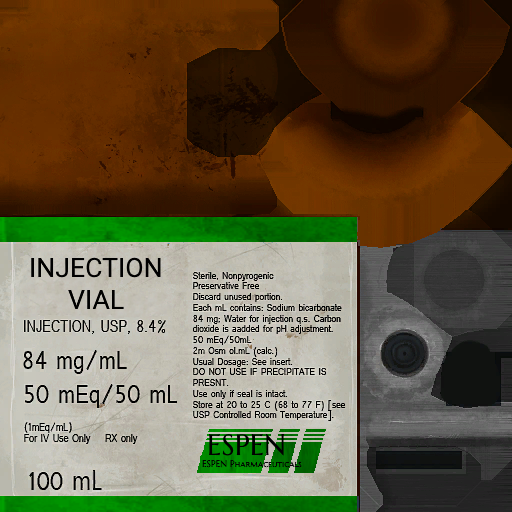 INJECTION
VIAL
INJECTION, USP, 8.4%
84 mg/mL
50 mEq/50 mL
(1mEq/mL)
For IV Use Only RX only
100 mL
Sterile, Nonpyrogenic
Preservative Free
Discard unused portion.
Each mL contains: Sodium bicarbonate
84 mg; Water for injection q.s. Carbon
dioxide is aadded for pH adjustment.
50 mEq/50mL
2m Osm ol.mL (calc.)
Usual Dosage: See insert.
DO NOT USE IF PRECIPITATE IS
PRESNT.
Use only if seal is intact.
Store at 20 to 25 C (68 to 77 F) [see
USP Controlled Room Temperature].
ESPEN
ESPEN PHARMACEUTICALS